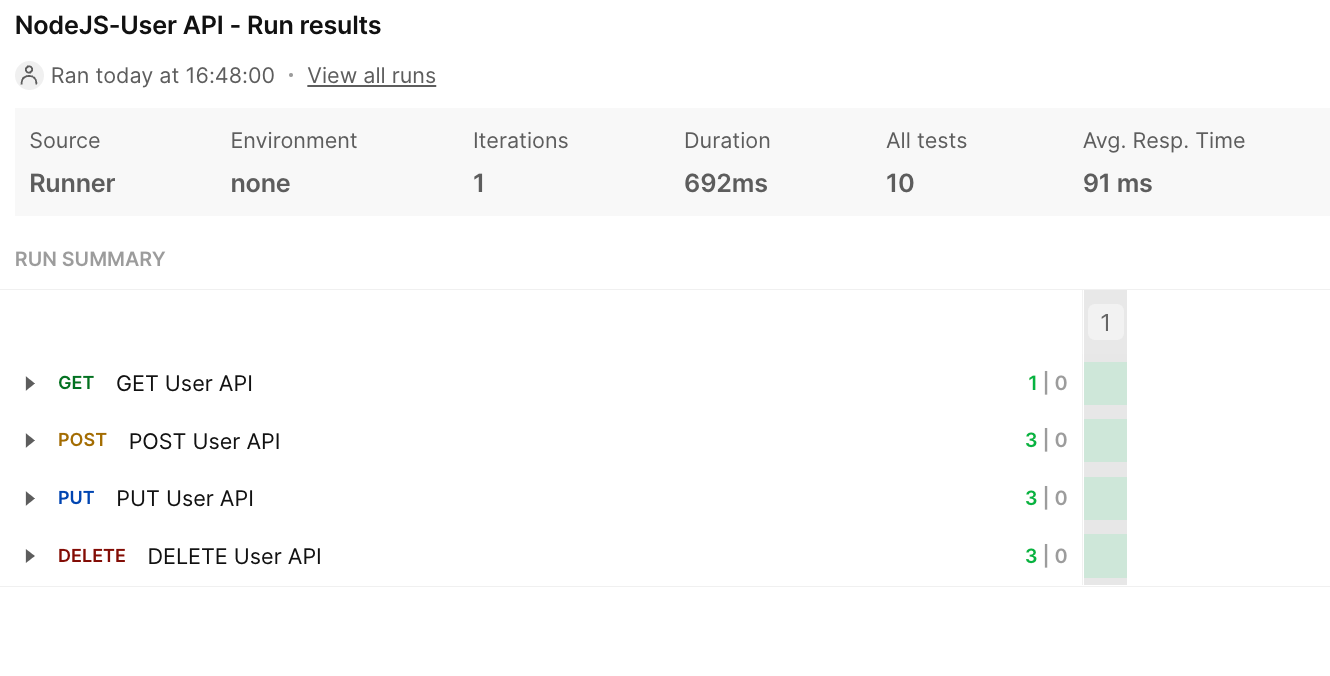 NodeJS-User API - Run results
Ran today at 16:48:00 · View all runs
Source Environment Iterations Duration All tests Avg. Resp. Time
Runner none 1 692ms 10 91 ms
RUN SUMMARY
1
GET GET User API 1 | 0
POST POST User API 3 | 0
PUT PUT User API 3 | 0
DELETE DELETE User API 3 | 0